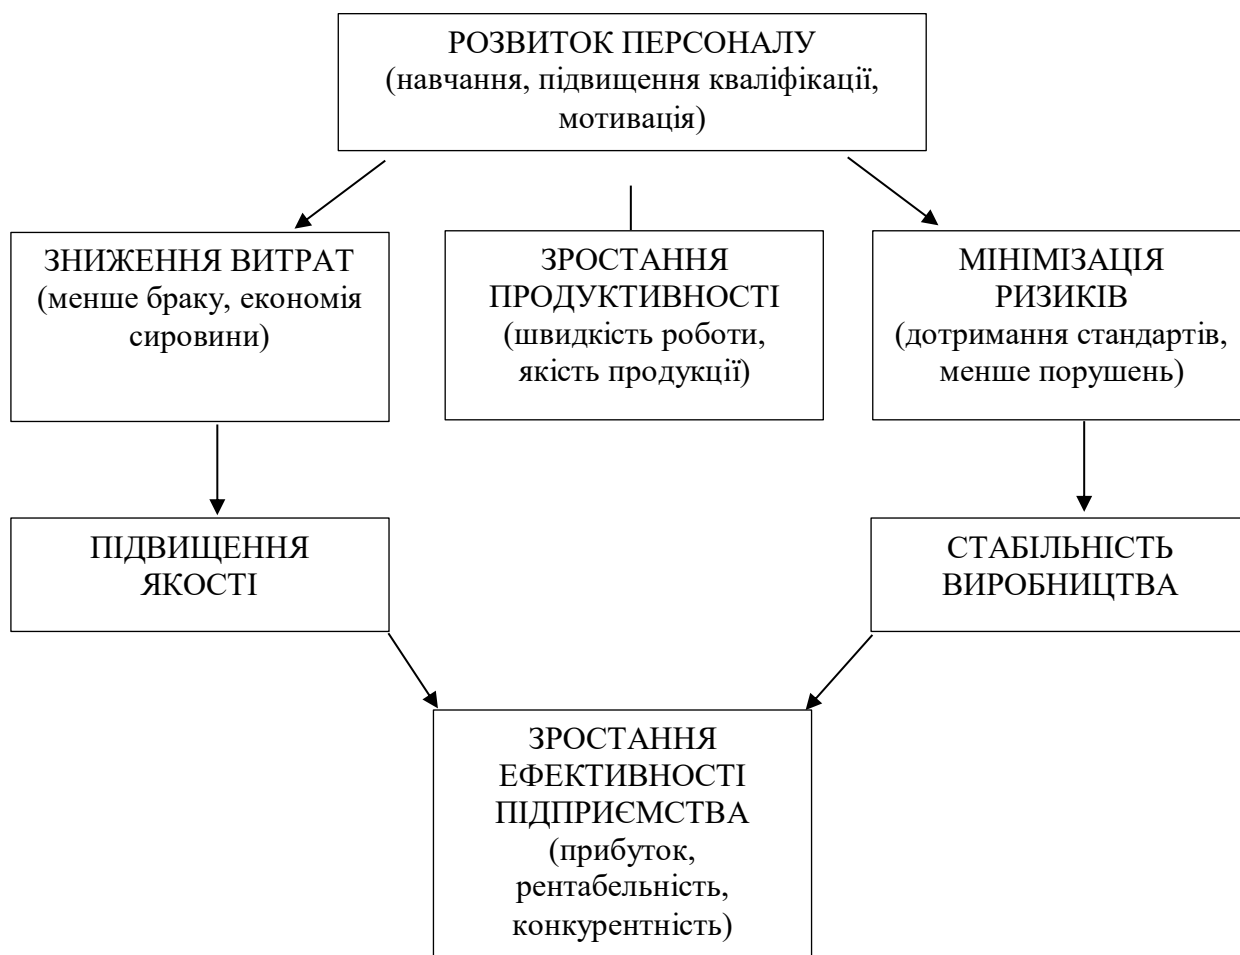 РОЗВИТОК ПЕРСОНАЛУ
(навчання, підвищення кваліфікації,
мотивація)
ЗНИЖЕННЯ ВИТРАТ
(менше браку, економія
сировини)
ЗРОСТАННЯ
ПРОДУКТИВНОСТІ
(швидкість роботи,
якість продукції)
МІНІМІЗАЦІЯ
РИЗИКІВ
(дотримання стандартів,
менше порушень)
ПІДВИЩЕННЯ
ЯКОСТІ
СТАБІЛЬНІСТЬ
ВИРОБНИЦТВА
ЗРОСТАННЯ
ЕФЕКТИВНОСТІ
ПІДПРИЄМСТВА
(прибуток,
рентабельність,
конкурентність)